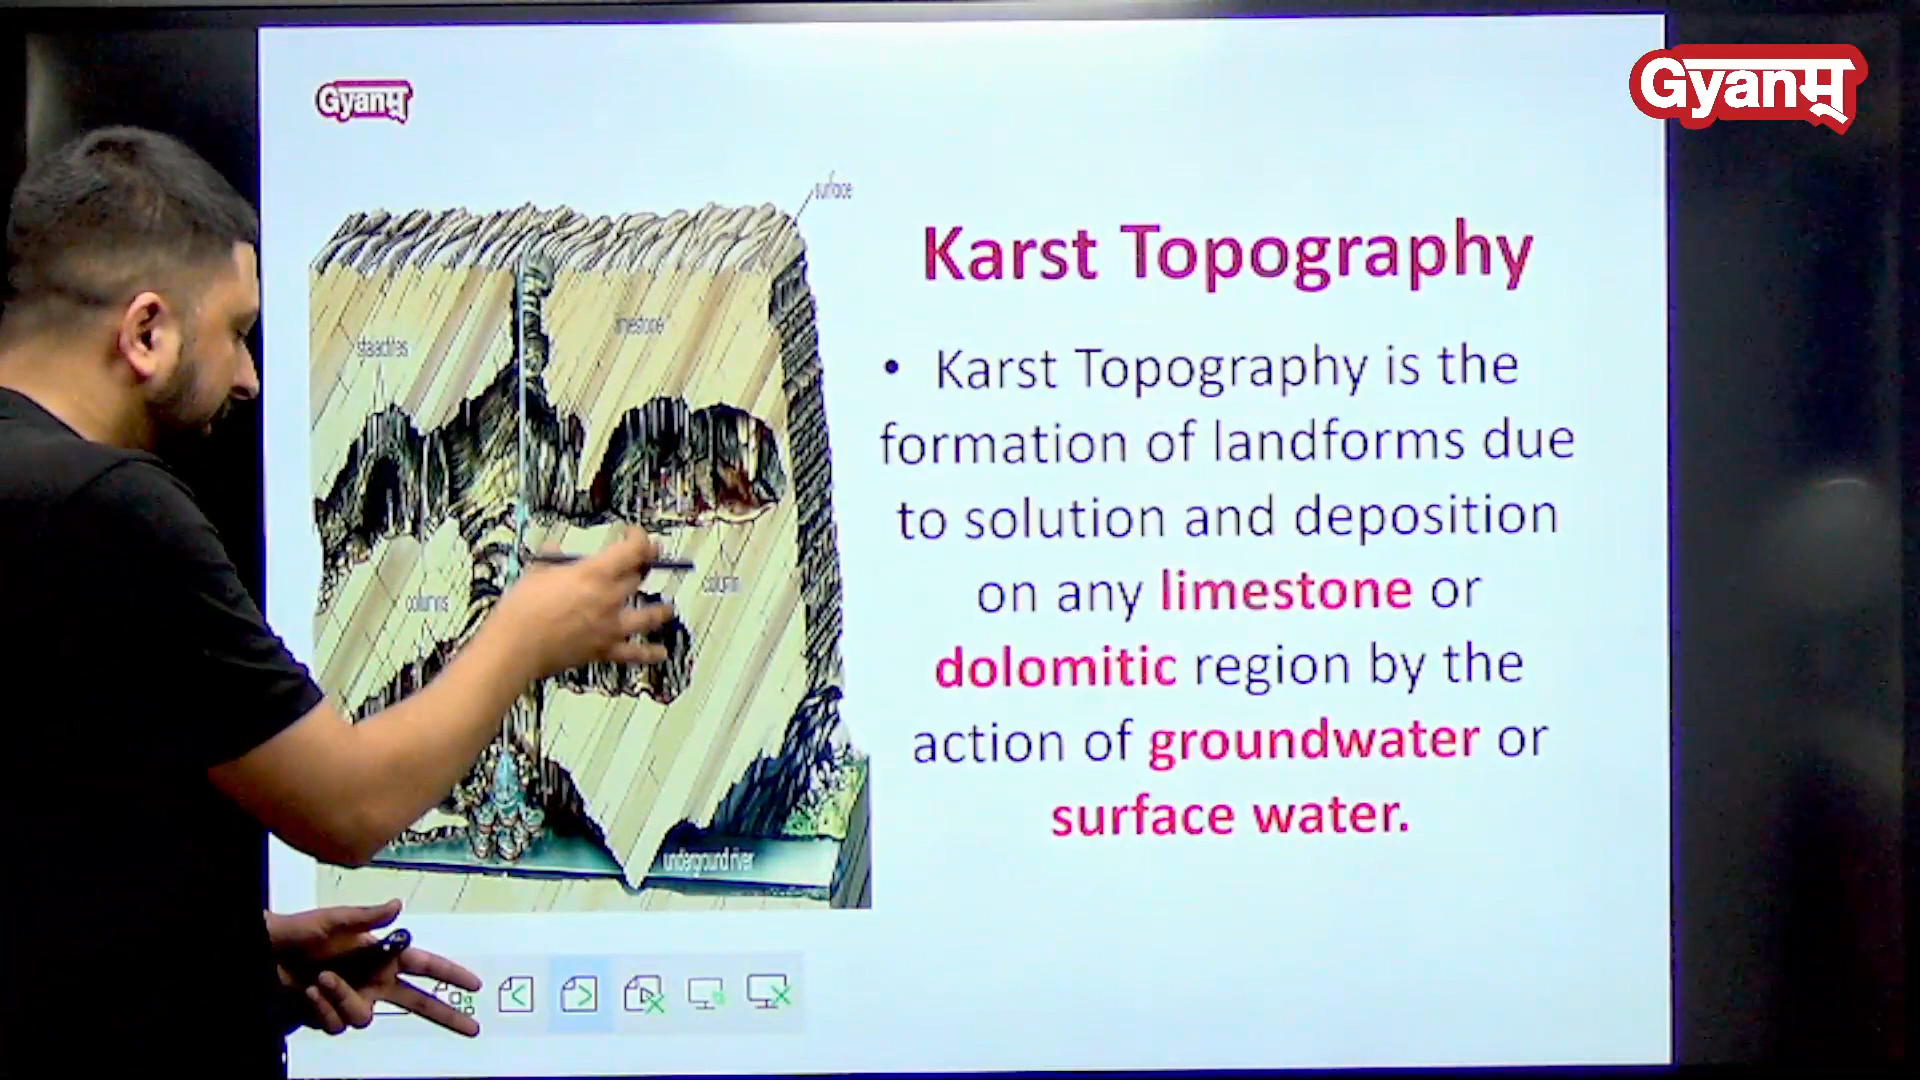 Gyanम्
Gyanम्
surface
Karst Topography
limestone
stalactites
• Karst Topography is the
formation of landforms due
to solution and deposition
on any limestone or
column
columns
dolomitic region by the
action of groundwater or
surface water.
underground river